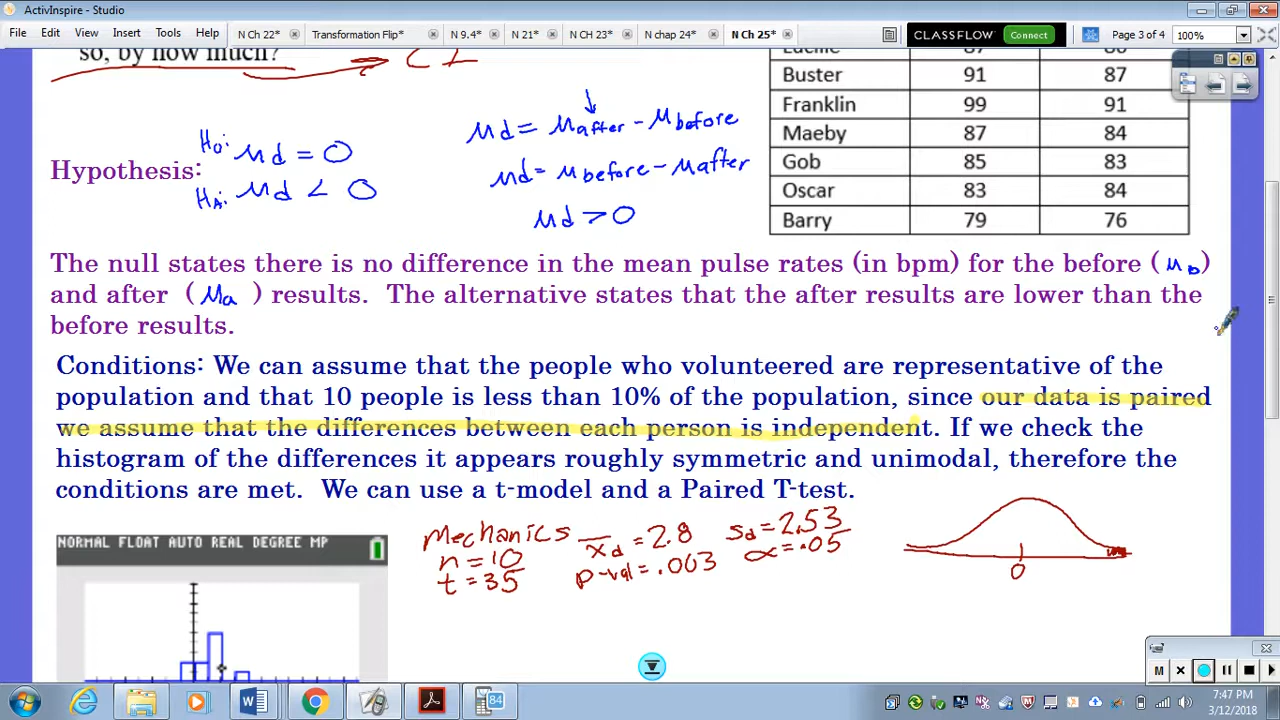 ActivInspire - Studio
File Edit View Insert Tools Help
N Ch 22* Transformation Flip* N 9.4* N 21* N CH 23* N chap 24* N Ch 25*
CLASSFLOW Connect
Page 3 of 4 100%
so, by how much? CI
Lucille 87 86
Buster 91 87
Franklin 99 91
Maeby 87 84
Gob 85 83
Oscar 83 84
Barry 79 76
Hypothesis:
H0: μd = 0
HA: μd < 0
μd = μafter - μbefore
μd = μbefore - μafter
μd > 0
The null states there is no difference in the mean pulse rates (in bpm) for the before (μb)
and after (μa) results. The alternative states that the after results are lower than the
before results.
Conditions: We can assume that the people who volunteered are representative of the
population and that 10 people is less than 10% of the population, since our data is paired
we assume that the differences between each person is independent. If we check the
histogram of the differences it appears roughly symmetric and unimodal, therefore the
conditions are met. We can use a t-model and a Paired T-test.
NORMAL FLOAT AUTO REAL DEGREE MP
Mechanics x̄d = 2.8 sd = 2.53
n = 10 p-val = .003 α = .05
t = 35
0
M
W
84
7:47 PM
3/12/2018